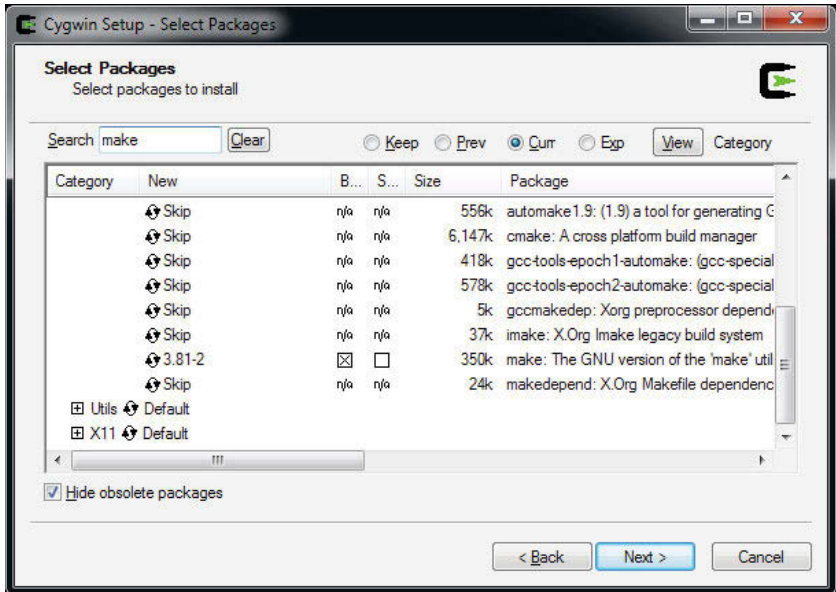 Cygwin Setup - Select Packages
Select Packages
Select packages to install
Search make Clear Keep Prev Curr Exp View Category
Category New B... S... Size Package
Skip n/a n/a 556k automake1.9: (1.9) a tool for generating G
Skip n/a n/a 6,147k cmake: A cross platform build manager
Skip n/a n/a 418k gcc-tools-epoch1-automake: (gcc-special
Skip n/a n/a 578k gcc-tools-epoch2-automake: (gcc-special
Skip n/a n/a 5k gccmakedep: Xorg preprocessor depend
Skip n/a n/a 37k imake: X.Org Imake legacy build system
3.81-2 350k make: The GNU version of the 'make' util
Skip n/a n/a 24k makedepend: X.Org Makefile dependenc
Utils Default
X11 Default
Hide obsolete packages
< Back Next > Cancel